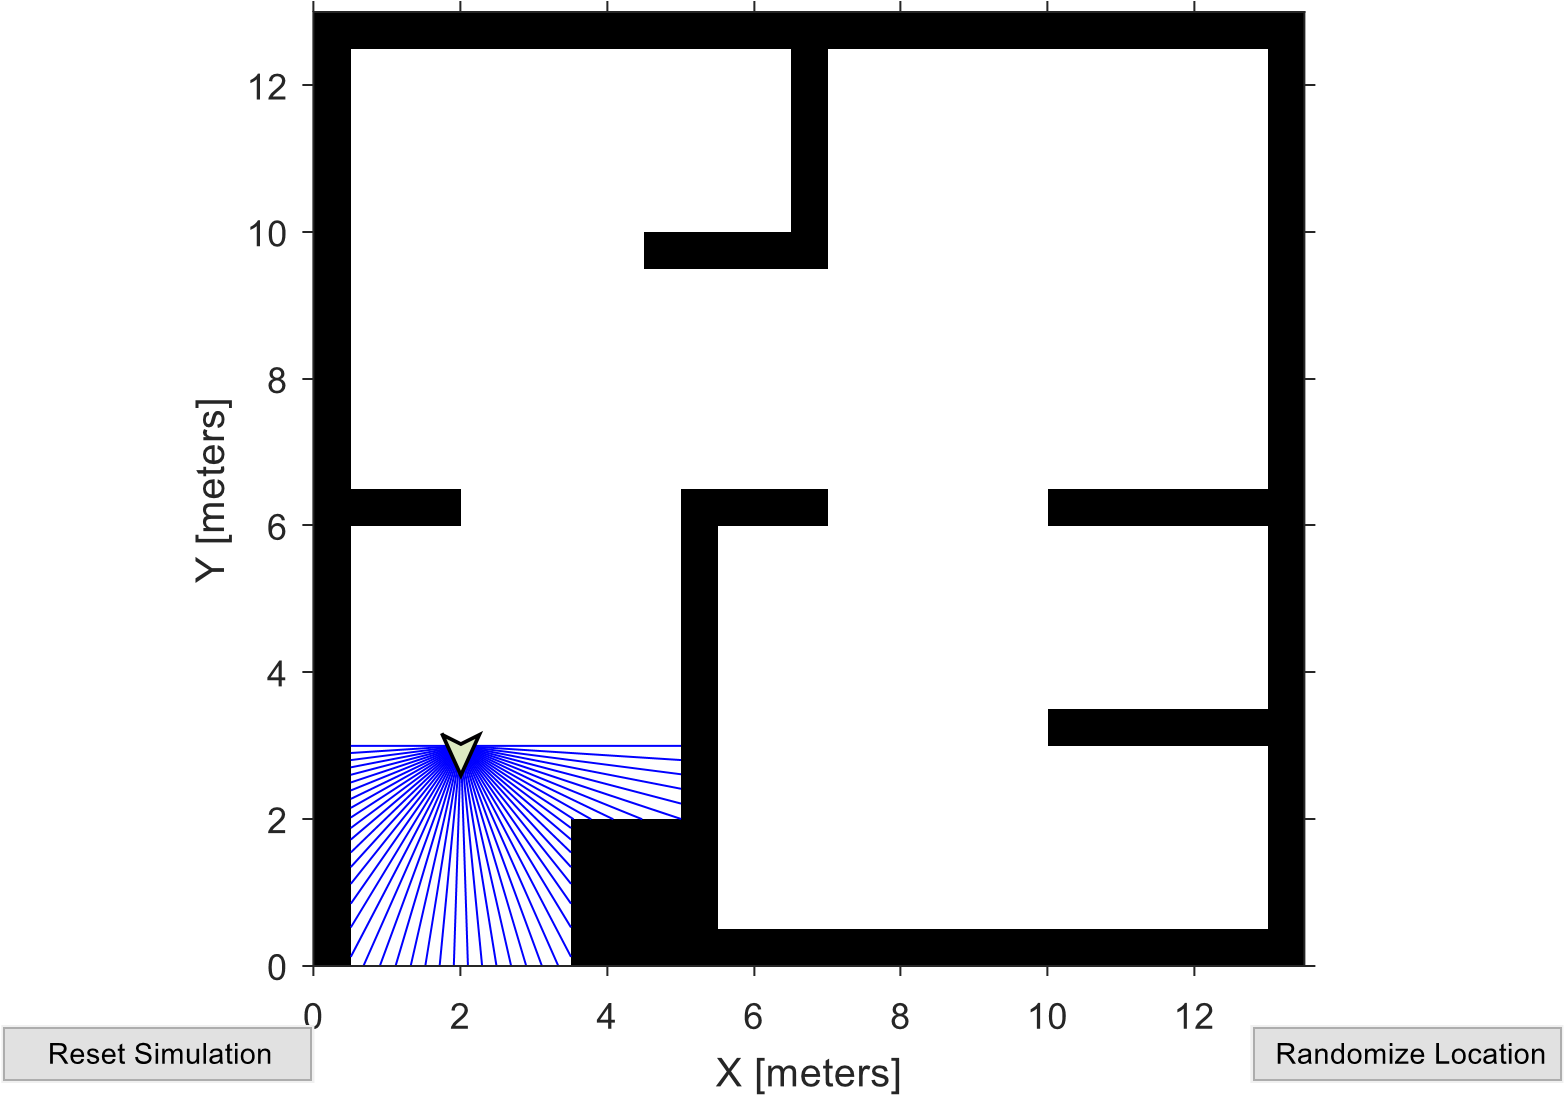 12
10
8
6
4
2
0
Y [meters]
0 2 4 6 8 10 12
X [meters]
Reset Simulation
Randomize Location